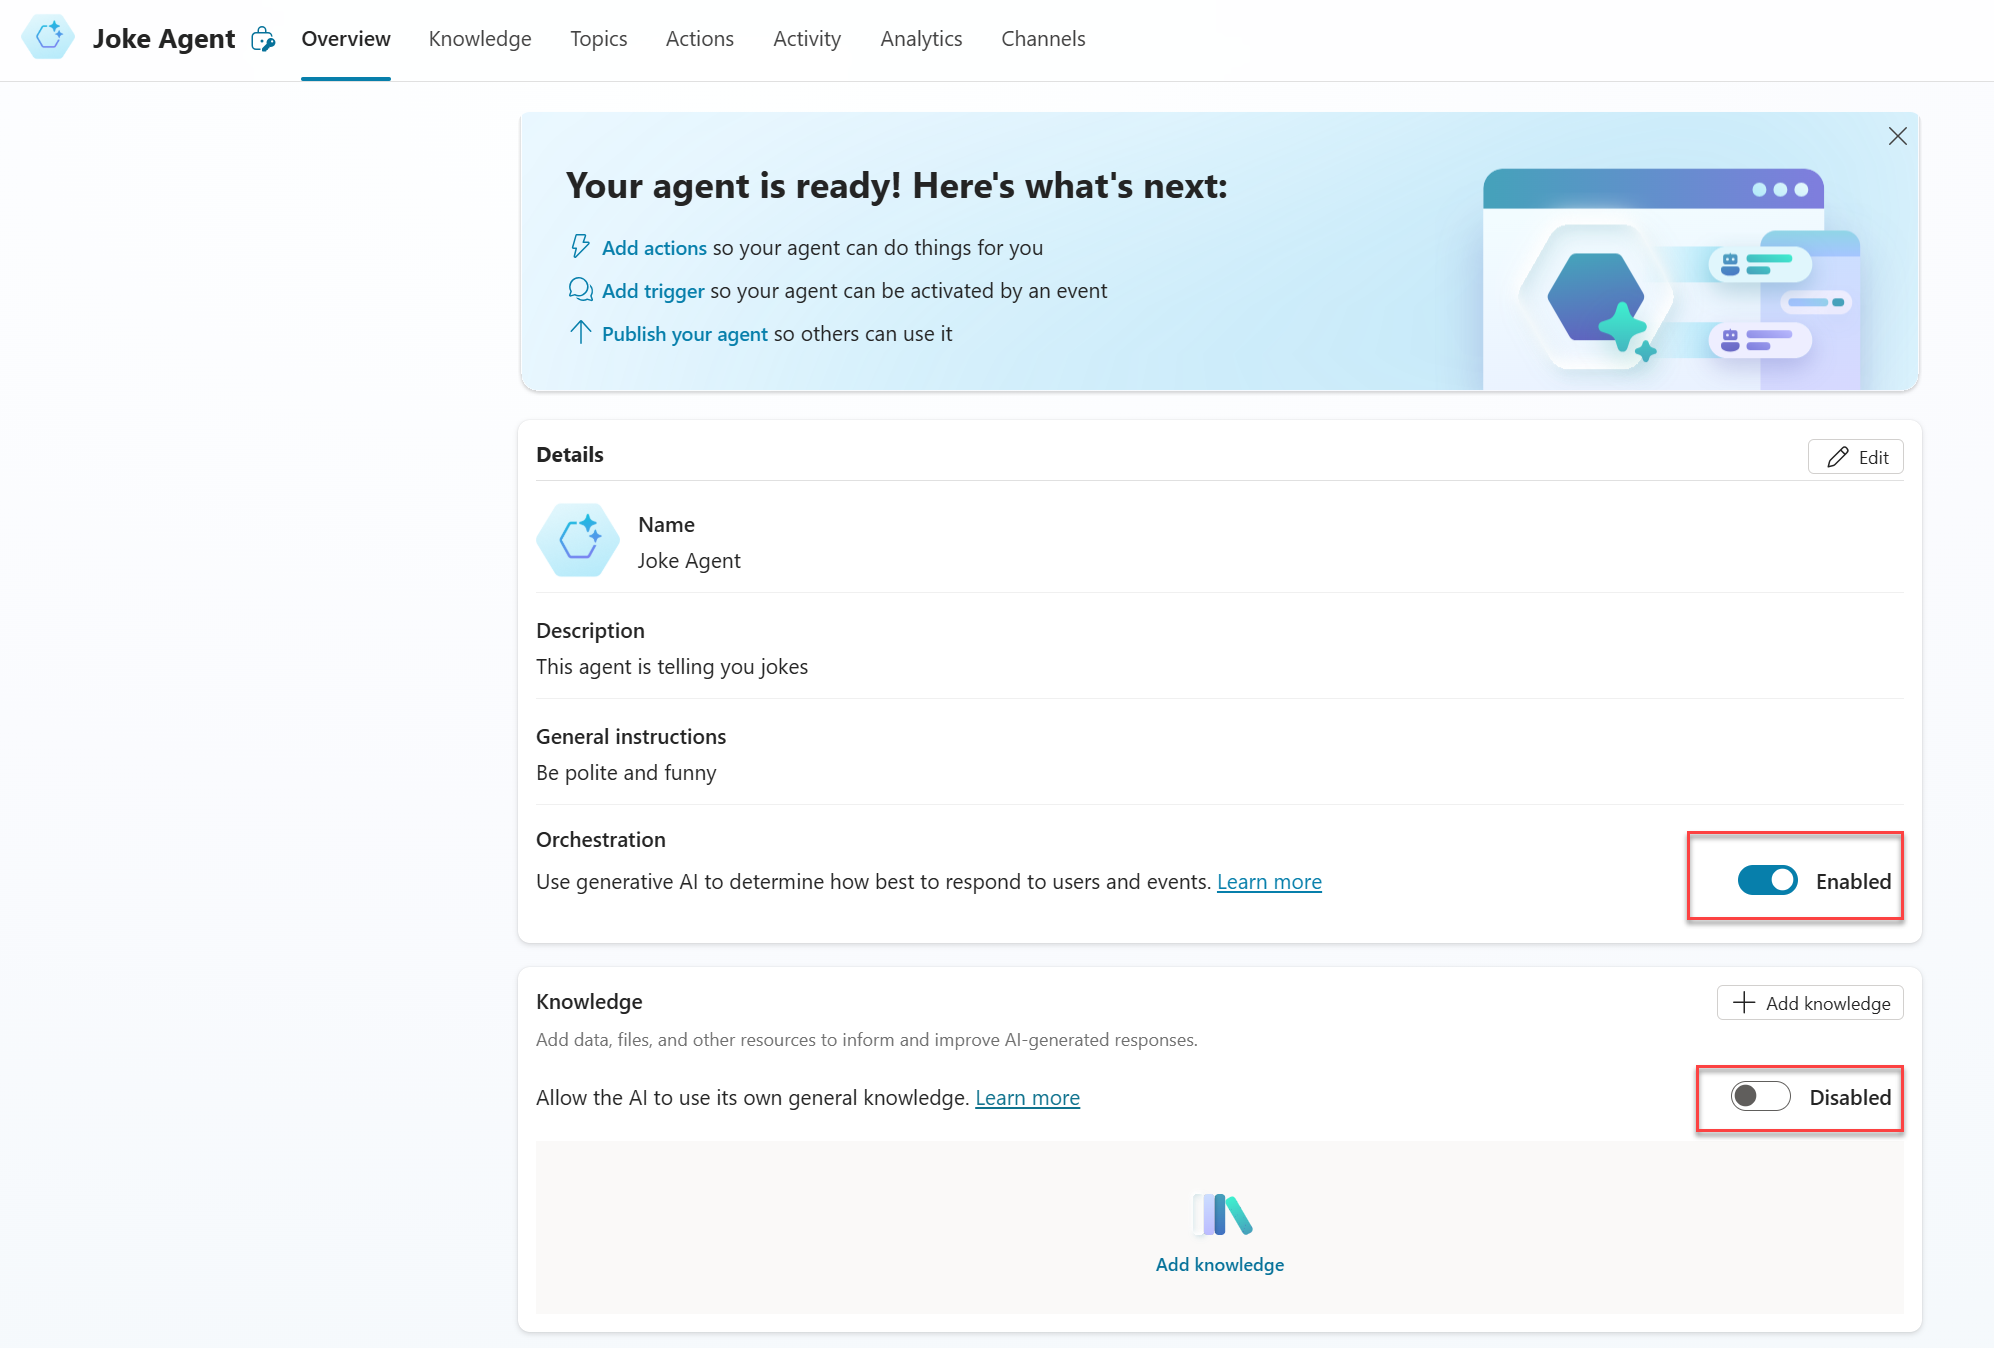 Joke Agent Overview Knowledge Topics Actions Activity Analytics Channels
Your agent is ready! Here's what's next:
Add actions so your agent can do things for you
Add trigger so your agent can be activated by an event
Publish your agent so others can use it
Details
Edit
Name
Joke Agent
Description
This agent is telling you jokes
General instructions
Be polite and funny
Orchestration
Use generative AI to determine how best to respond to users and events. Learn more
Enabled
Knowledge
Add knowledge
Add data, files, and other resources to inform and improve AI-generated responses.
Allow the AI to use its own general knowledge. Learn more
Disabled
Add knowledge